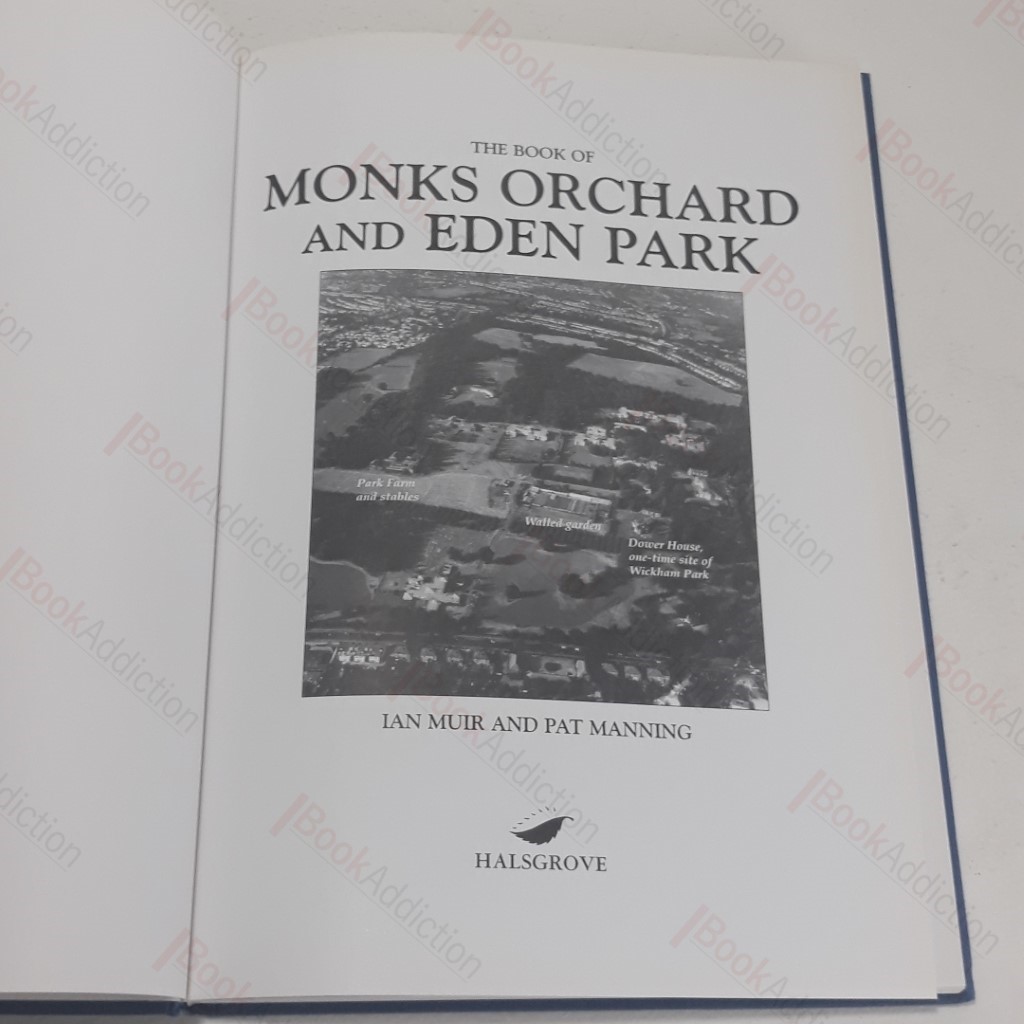 THE BOOK OF
MONKS ORCHARD
AND EDEN PARK
Park Farm
and stables
Walled garden
Dower House,
one-time site of
Wickham Park
IAN MUIR AND PAT MANNING
HALSGROVE
BookAddiction